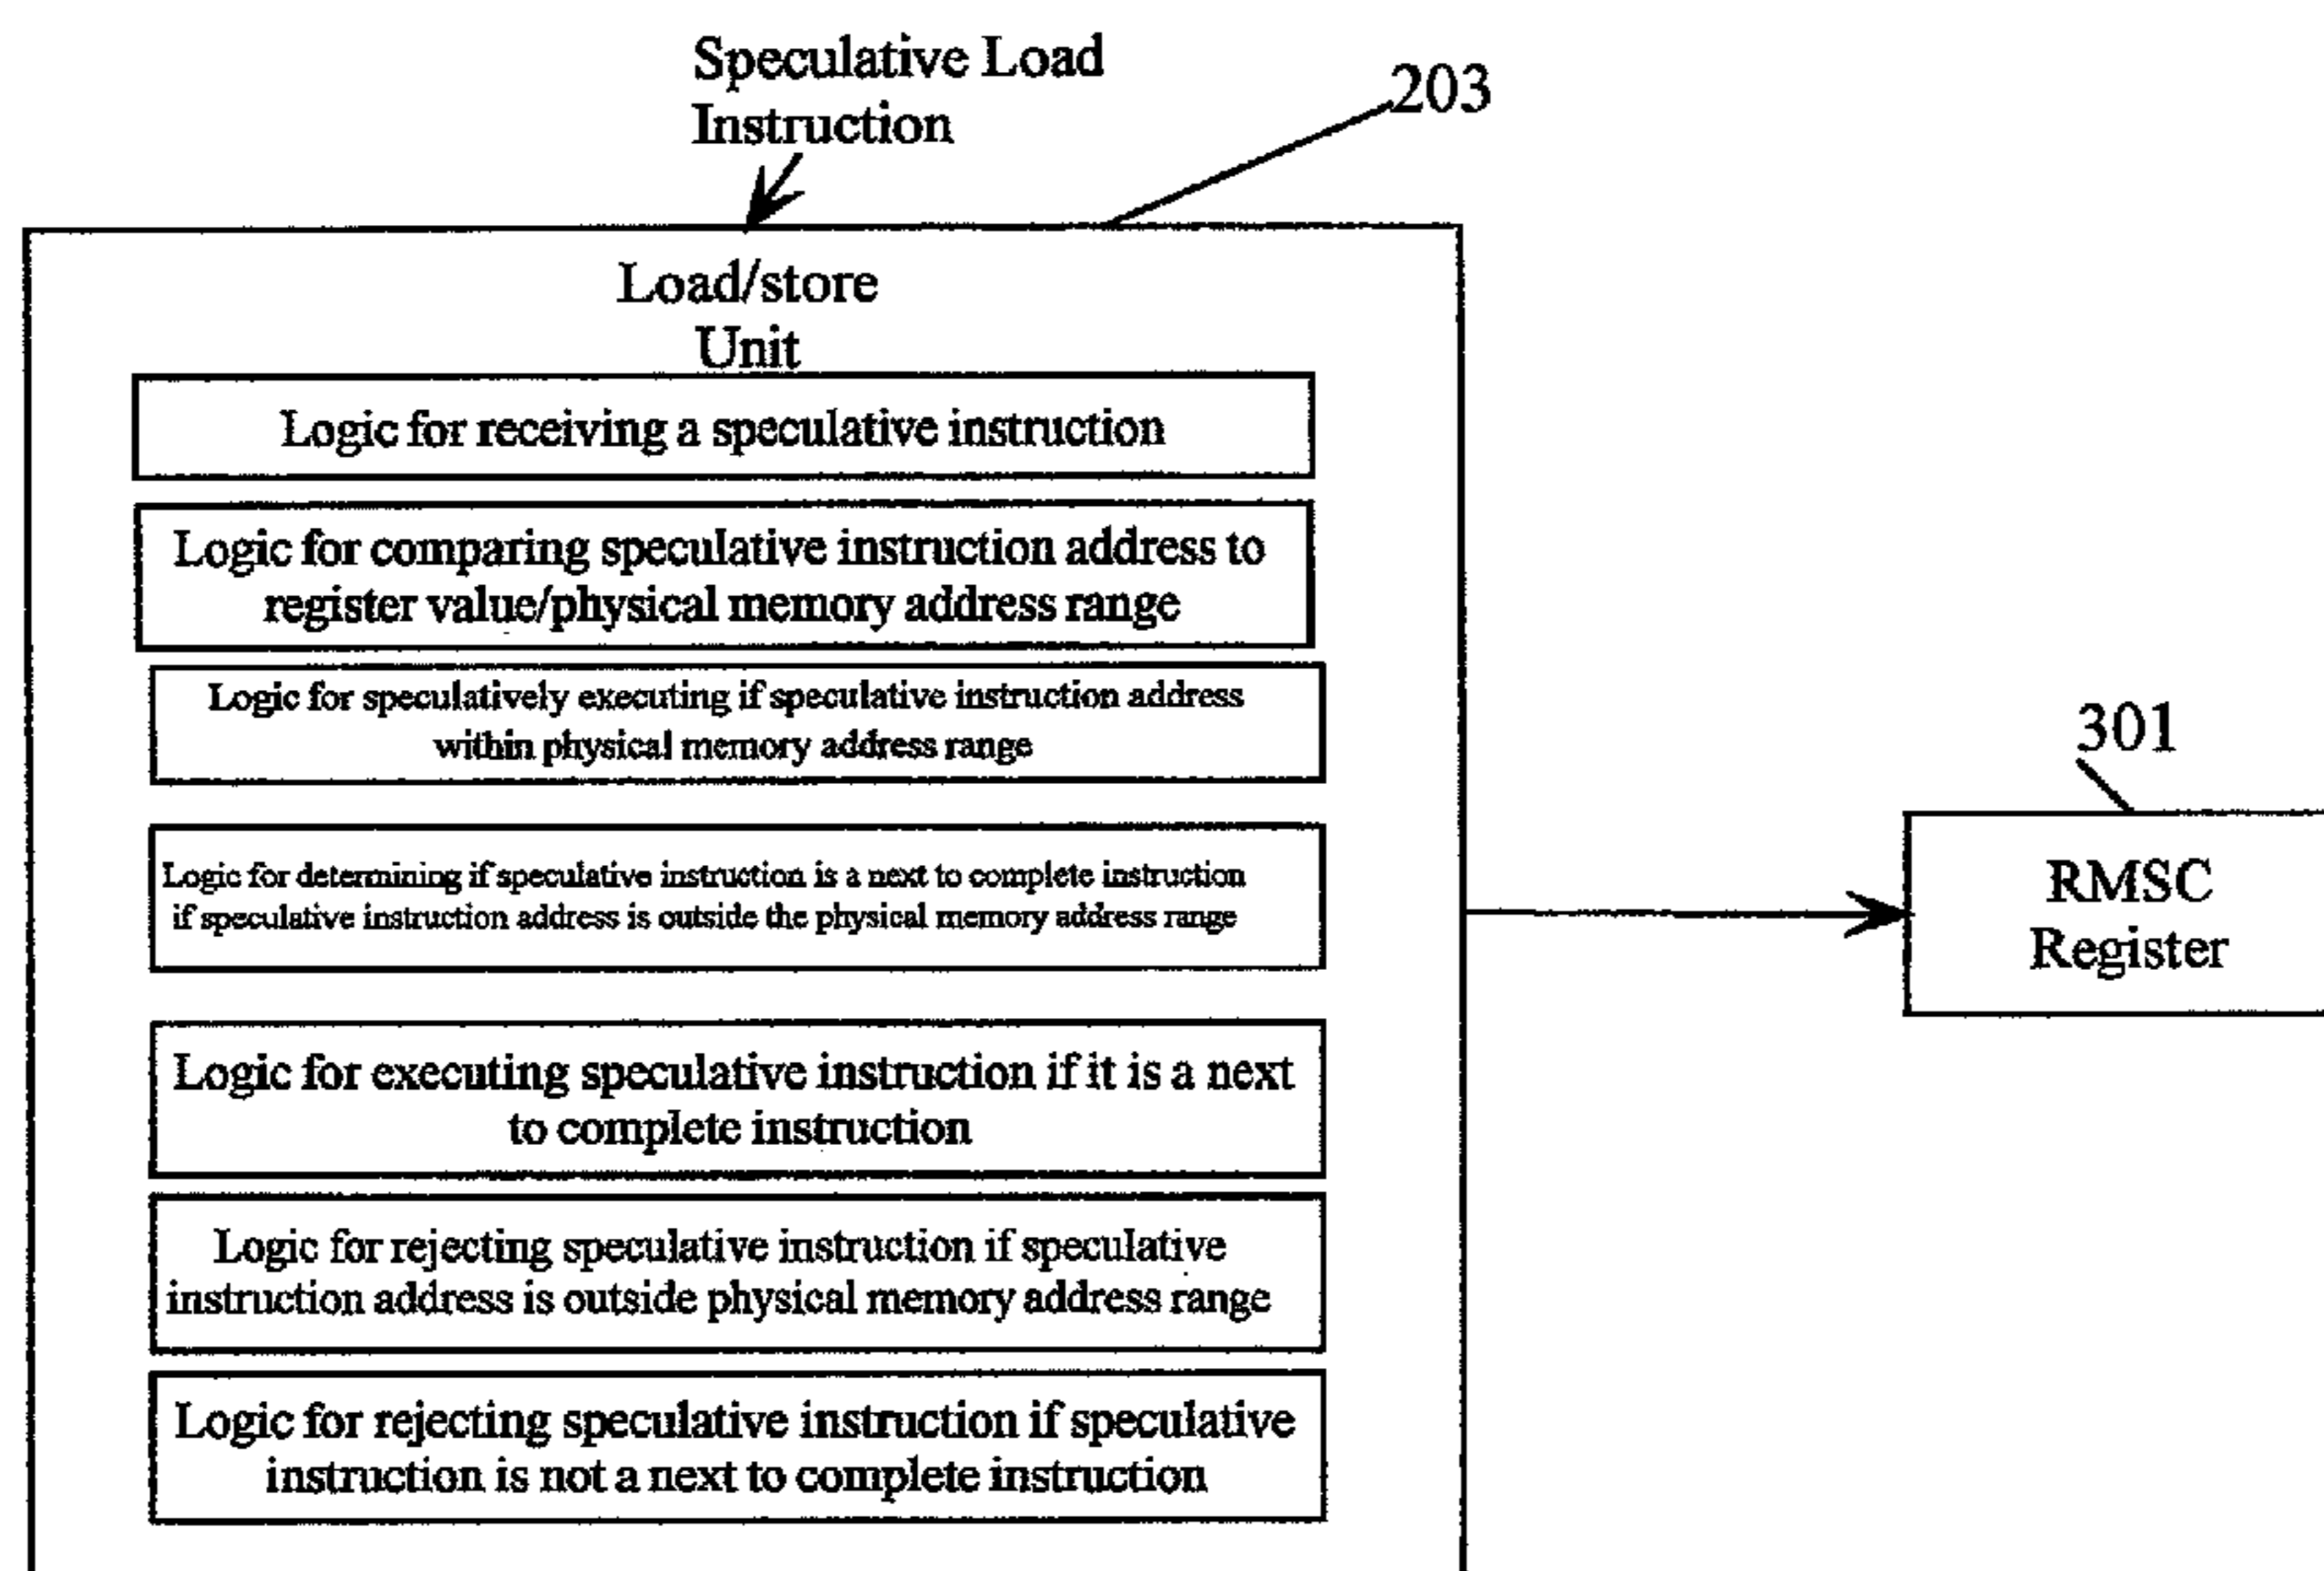 Speculative Load
Instruction
203
Load/store
Unit
Logic for receiving a speculative instruction
Logic for comparing speculative instruction address to
register value/physical memory address range
Logic for speculatively executing if speculative instruction address
within physical memory address range
Logic for determining if speculative instruction is a next to complete instruction
if speculative instruction address is outside the physical memory address range
Logic for executing speculative instruction if it is a next
to complete instruction
Logic for rejecting speculative instruction if speculative
instruction address is outside physical memory address range
Logic for rejecting speculative instruction if speculative
instruction is not a next to complete instruction
301
RMSC
Register